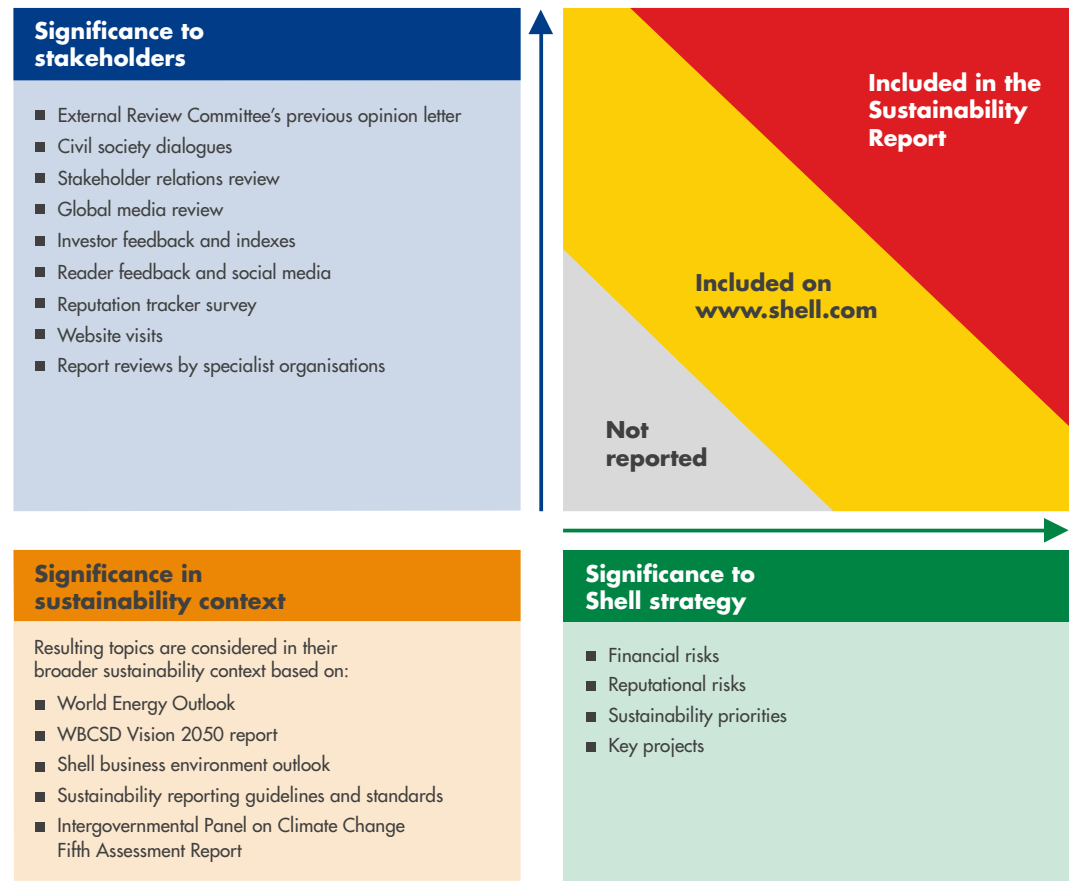 Significance to
stakeholders
External Review Committee's previous opinion letter
Civil society dialogues
Stakeholder relations review
Global media review
Investor feedback and indexes
Reader feedback and social media
Reputation tracker survey
Website visits
Report reviews by specialist organisations
Included in the
Sustainability
Report
Included on
www.shell.com
Not
reported
Significance in
sustainability context
Resulting topics are considered in their
broader sustainability context based on:
World Energy Outlook
WBCSD Vision 2050 report
Shell business environment outlook
Sustainability reporting guidelines and standards
Intergovernmental Panel on Climate Change
Fifth Assessment Report
Significance to
Shell strategy
Financial risks
Reputational risks
Sustainability priorities
Key projects